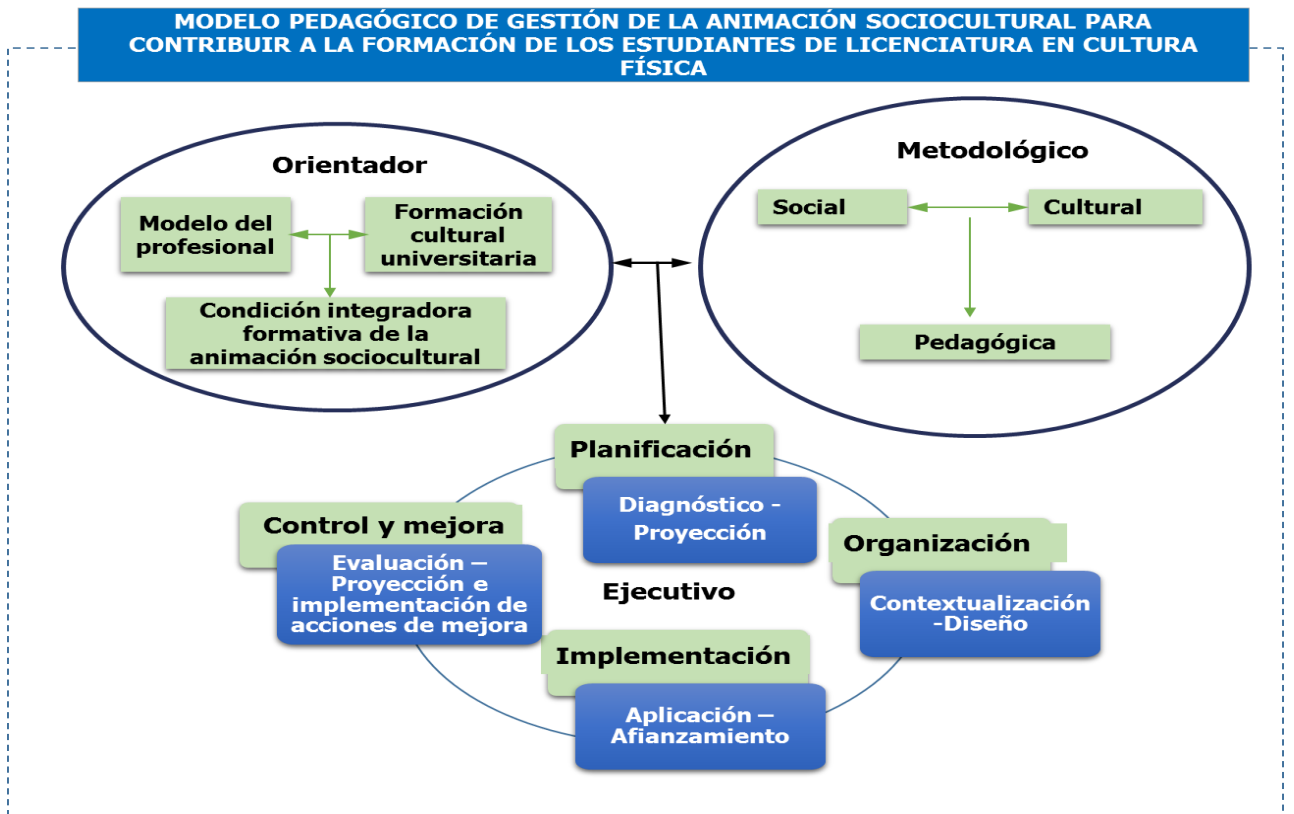 MODELO PEDAGÓGICO DE GESTIÓN DE LA ANIMACIÓN SOCIOCULTURAL PARA
CONTRIBUIR A LA FORMACIÓN DE LOS ESTUDIANTES DE LICENCIATURA EN CULTURA
FÍSICA
Orientador
Modelo del
profesional
Formación
cultural
universitaria
Condición integradora
formativa de la
animación sociocultural
Metodológico
Social
Cultural
Pedagógica
Planificación
Diagnóstico -
Proyección
Control y mejora
Evaluación –
Proyección e
implementación de
acciones de mejora
Organización
Contextualización
-Diseño
Ejecutivo
Implementación
Aplicación –
Afianzamiento